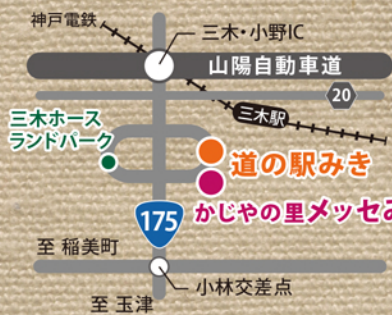 神戸電鉄
三木・小野IC
山陽自動車道
20
三木駅
三木ホース
ランドパーク
道の駅みき
かじやの里メッセみ
175
至 稲美町
小林交差点
至 玉津